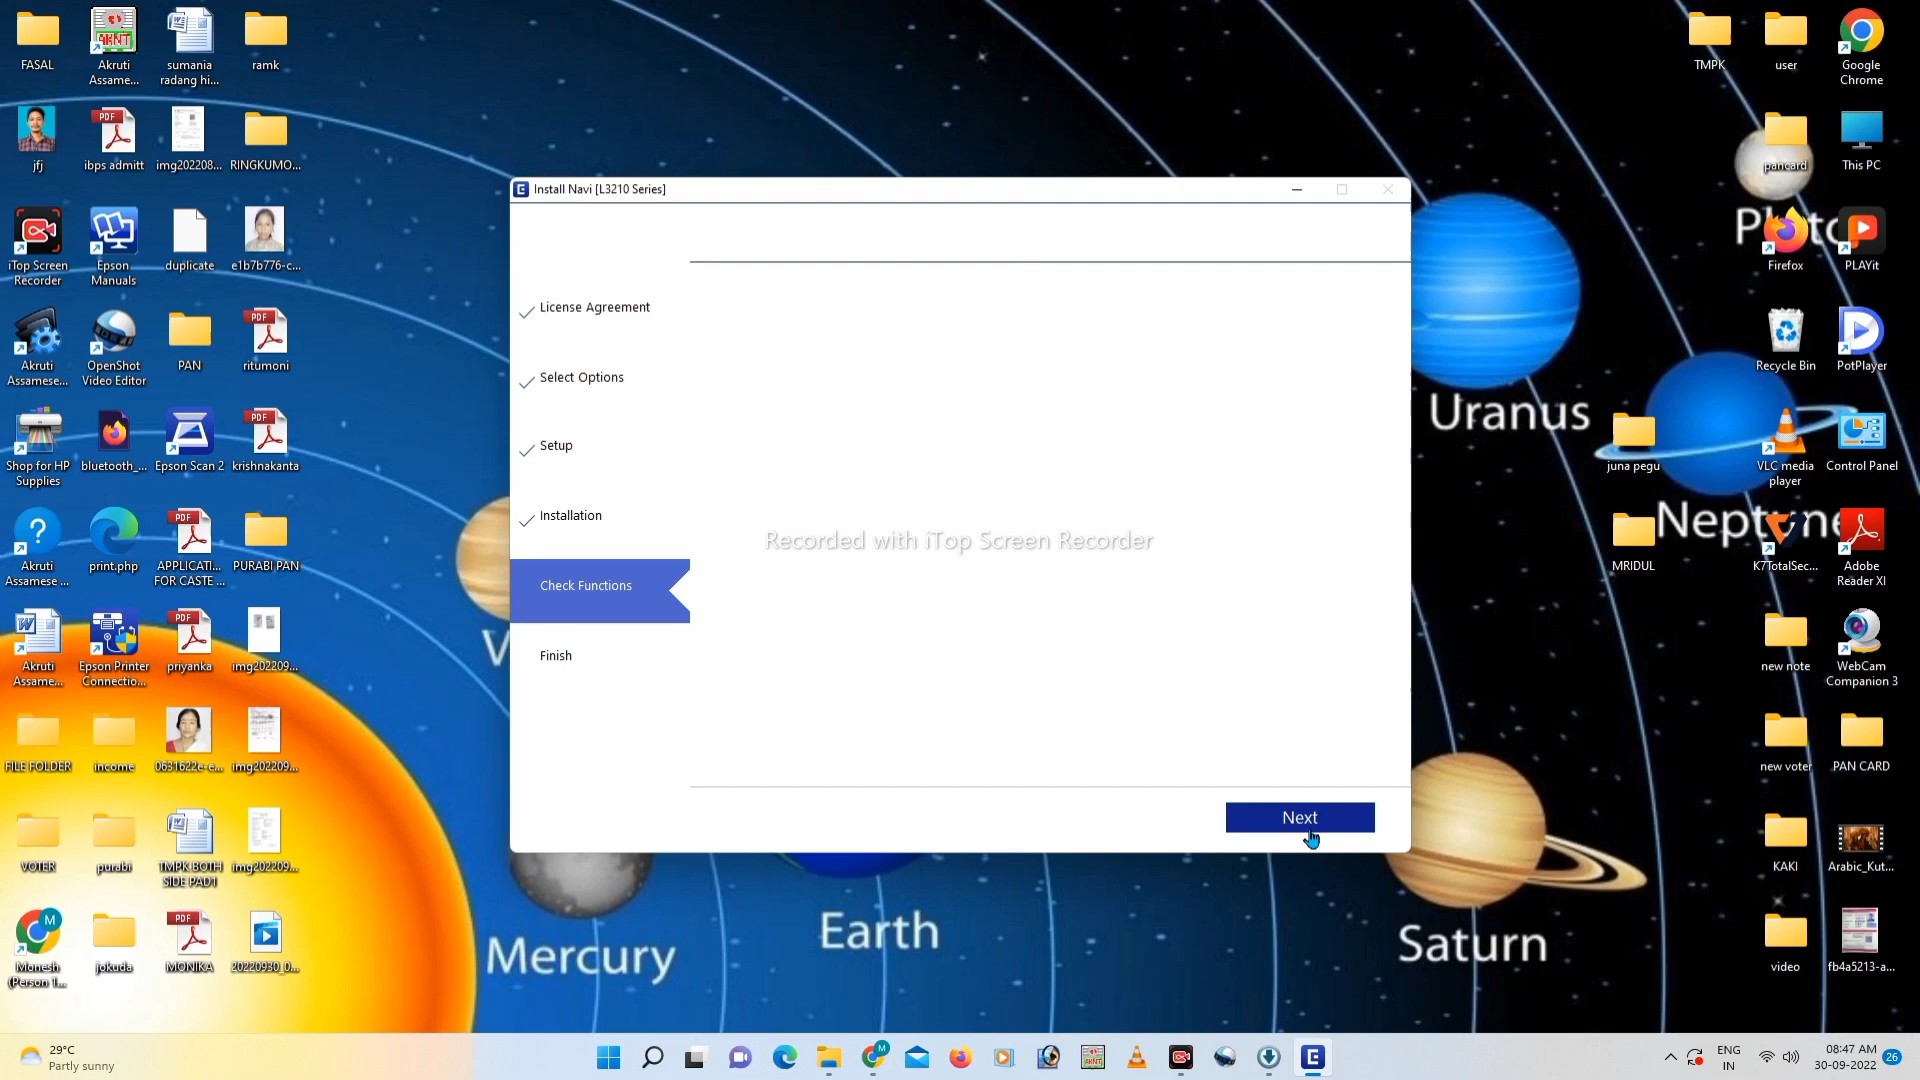 FASAL
Akruti
Assame...
sumania
radang hi...
ramk
jfj
ibps admitt
img202208...
RINGKUMO...
iTop Screen
Recorder
Epson
Manuals
duplicate
e1b7b776-c...
Akruti
Assamese...
OpenShot
Video Editor
PAN
ritumoni
Shop for HP
Supplies
bluetooth_...
Epson Scan 2
krishnakanta
Akruti
Assamese ...
print.php
APPLICATI...
FOR CASTE ...
PURABI PAN
Akruti
Assame...
Epson Printer
Connectio...
priyanka
img202209...
FILE FOLDER
income
0631622e-e...
img202209...
VOTER
purabi
TMPK BOTH
SIDE PAD1
img202209...
Monesh
(Person 1...
jokuda
MONIKA
20220930_0...
Install Navi [L3210 Series]
License Agreement
Select Options
Setup
Installation
Check Functions
Finish
Recorded with iTop Screen Recorder
Next
Mercury
Earth
Saturn
Uranus
Neptune
TMPK
user
Google
Chrome
pancard
This PC
Firefox
PLAYit
Recycle Bin
PotPlayer
juna pegu
VLC media
player
Control Panel
MRIDUL
K7TotalSec...
Adobe
Reader XI
new note
WebCam
Companion 3
new voter
PAN CARD
KAKI
Arabic_Kut...
video
fb4a5213-a...
29°C
Partly sunny
ENG
IN
08:47 AM
30-09-2022
26